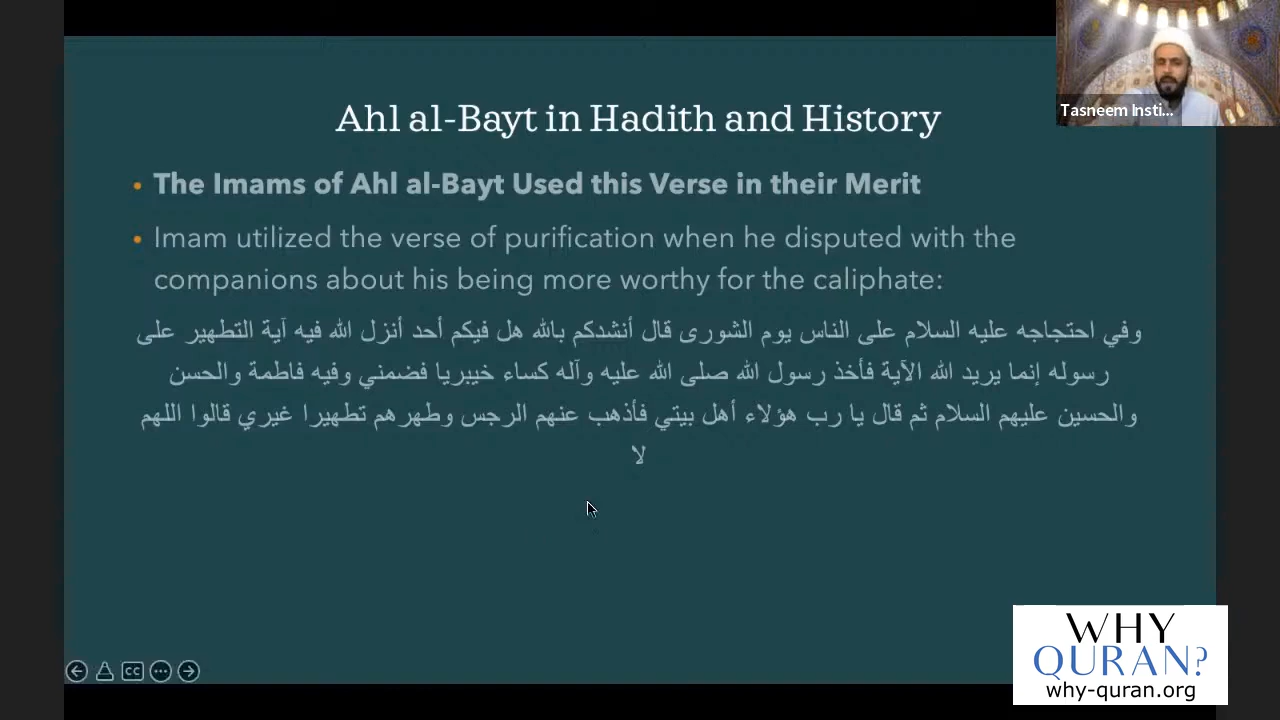 Ahl al-Bayt in Hadith and History
Tasneem Insti...
• The Imams of Ahl al-Bayt Used this Verse in their Merit
• Imam utilized the verse of purification when he disputed with the
companions about his being more worthy for the caliphate:
وفي احتجاجه عليه السلام على الناس يوم الشورى قال أنشدكم بالله هل فيكم أحد أنزل الله فيه آية التطهير على
رسوله إنما يريد الله الآية فأخذ رسول الله صلى الله عليه وآله كساء خيبريا فضمني وفيه فاطمة والحسن
والحسين عليهم السلام ثم قال يا رب هؤلاء أهل بيتي فأذهب عنهم الرجس وطهرهم تطهيرا غيري قالوا اللهم
لا
CC
WHY
QURAN?
why-quran.org